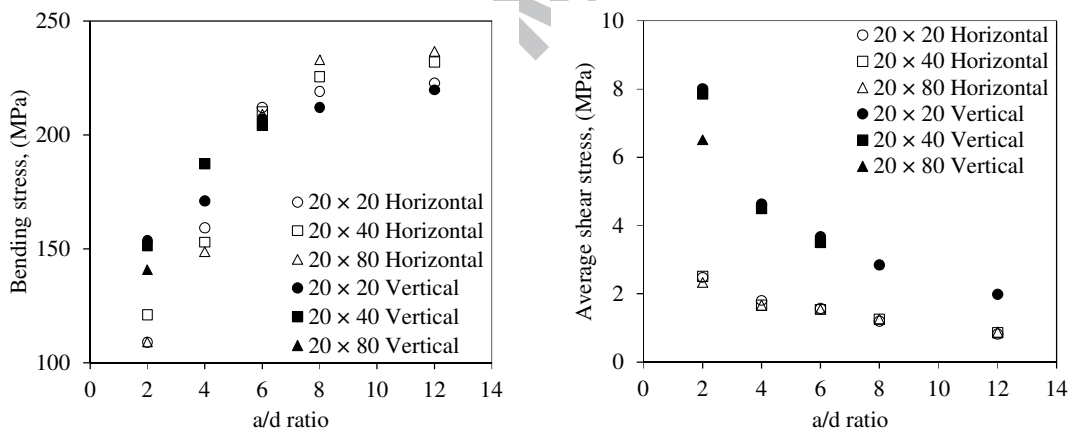 250
200
150
100
Bending stress, (MPa)
20 × 20 Horizontal
20 × 40 Horizontal
20 × 80 Horizontal
20 × 20 Vertical
20 × 40 Vertical
20 × 80 Vertical
0 2 4 6 8 10 12 14
a/d ratio
10
8
6
4
2
0
Average shear stress, (MPa)
20 × 20 Horizontal
20 × 40 Horizontal
20 × 80 Horizontal
20 × 20 Vertical
20 × 40 Vertical
20 × 80 Vertical
0 2 4 6 8 10 12 14
a/d ratio